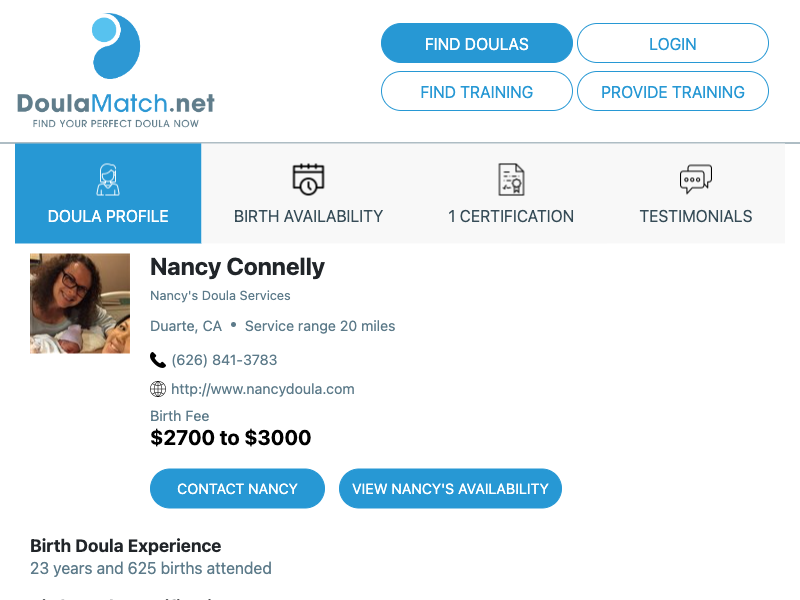 DoulaMatch.net
FIND YOUR PERFECT DOULA NOW
FIND DOULAS
LOGIN
FIND TRAINING
PROVIDE TRAINING
DOULA PROFILE
BIRTH AVAILABILITY
1 CERTIFICATION
TESTIMONIALS
Nancy Connelly
Nancy's Doula Services
Duarte, CA • Service range 20 miles
(626) 841-3783
http://www.nancydoula.com
Birth Fee
$2700 to $3000
CONTACT NANCY
VIEW NANCY'S AVAILABILITY
Birth Doula Experience
23 years and 625 births attended